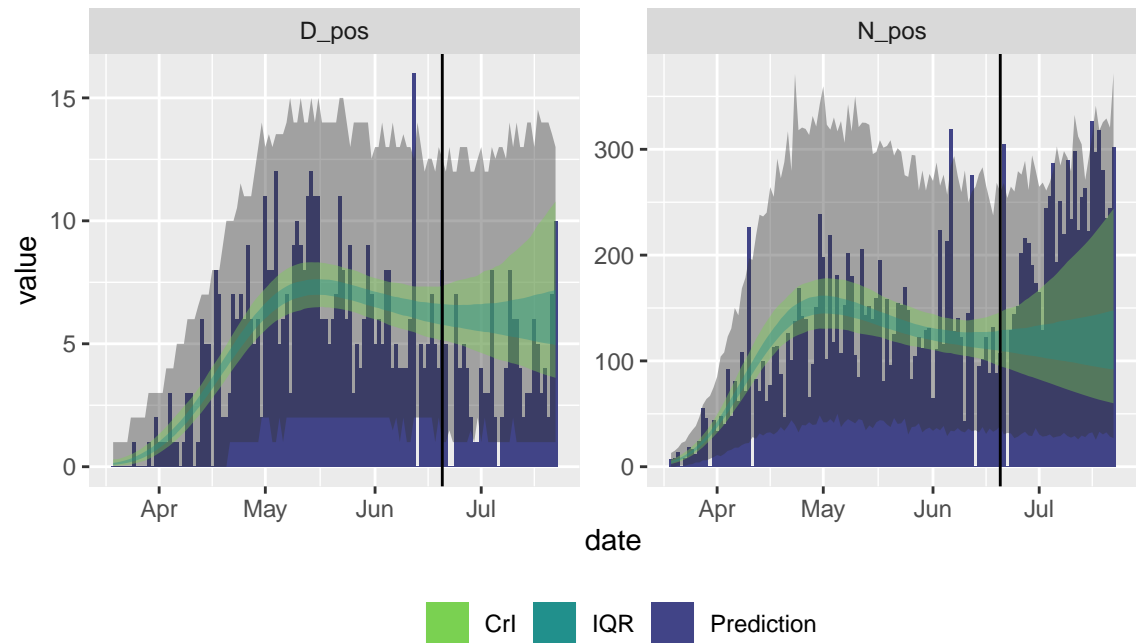 D_pos
N_pos
value
15
10
5
0
300
200
100
0
Apr
May
Jun
Jul
Apr
May
Jun
Jul
date
CrI
IQR
Prediction